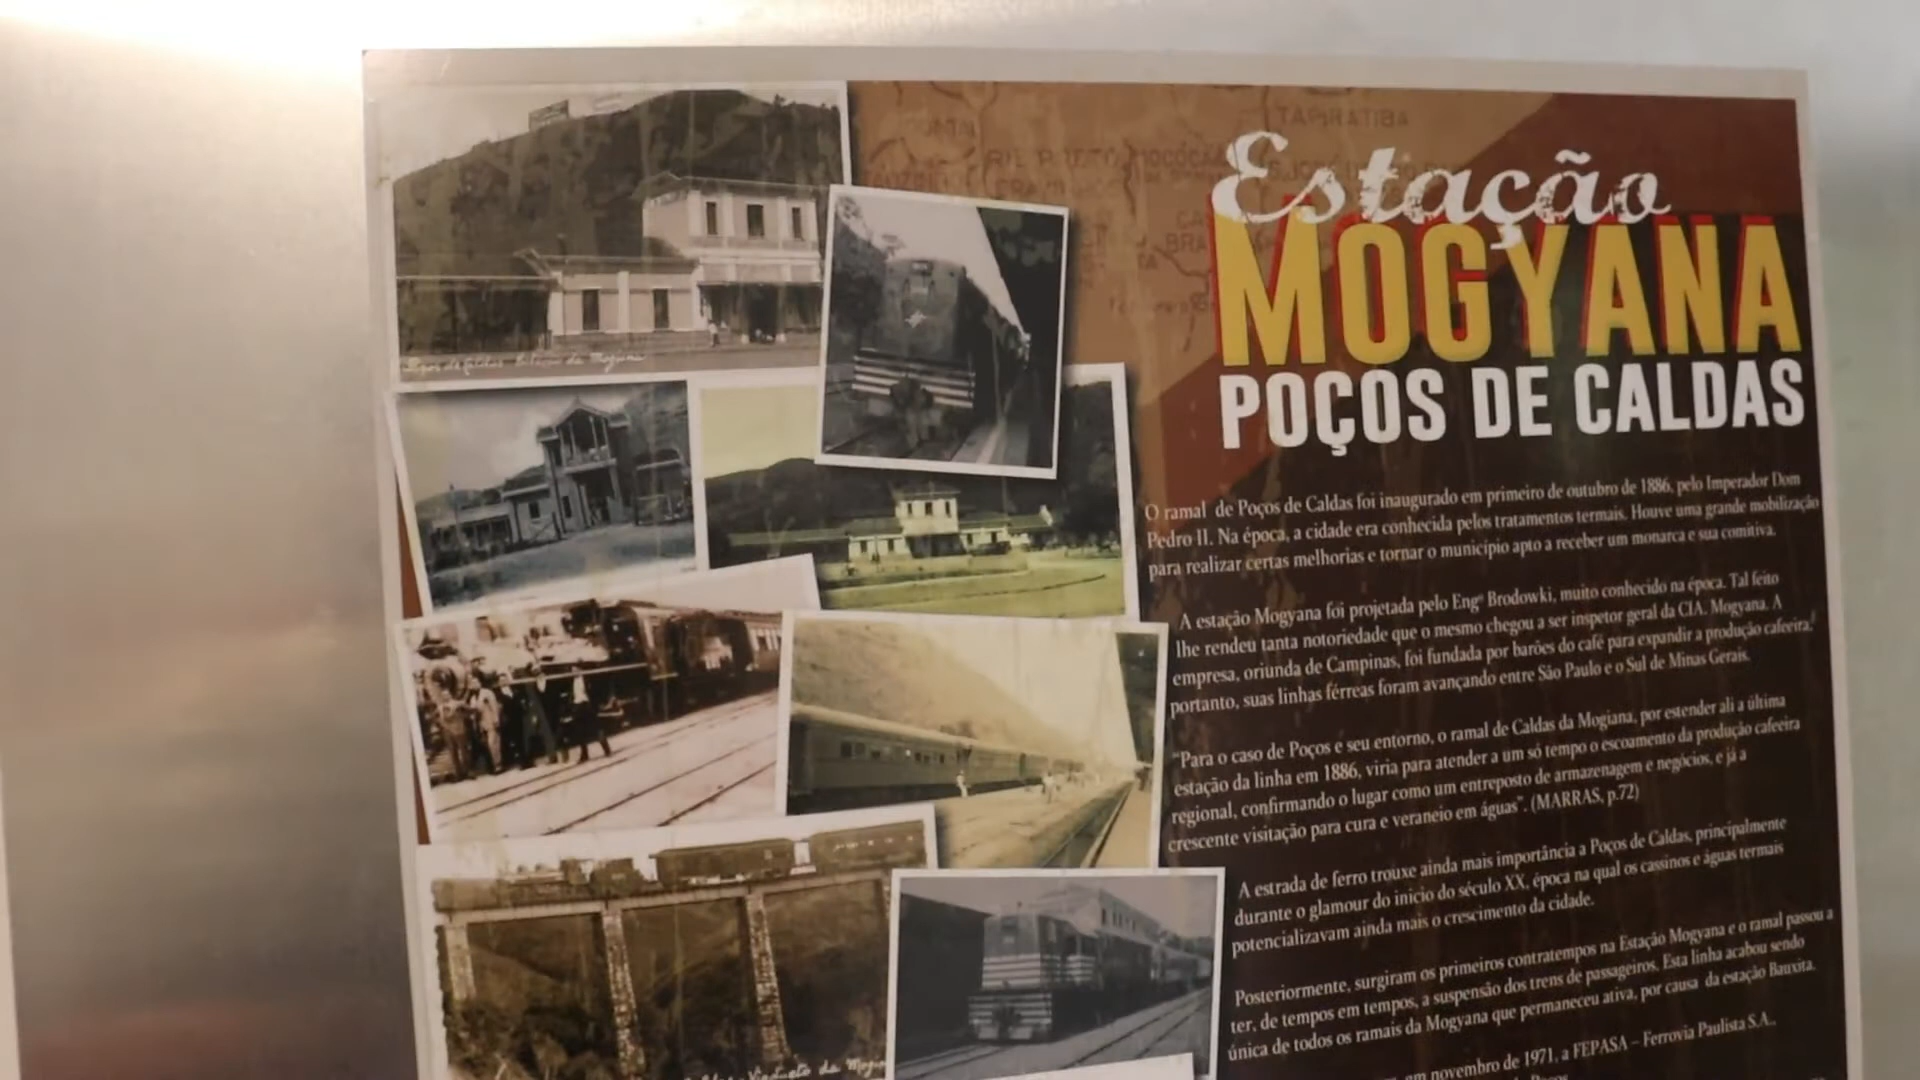 TAPIRATIBA
Estação
MOGYANA
POÇOS DE CALDAS
O ramal de Poços de Caldas foi inaugurado em primeiro de outubro de 1886, pelo Imperador Dom
Pedro II. Na época, a cidade era conhecida pelos tratamentos termais. Houve uma grande mobilização
para realizar certas melhorias e tornar o município apto a receber um monarca e sua comitiva.
A estação Mogyana foi projetada pelo Engº Brodowki, muito conhecido na época. Tal feito
lhe rendeu tanta notoriedade que o mesmo chegou a ser inspetor geral da CIA. Mogyana. A
empresa, oriunda de Campinas, foi fundada por barões do café para expandir a produção cafeeira,
portanto, suas linhas férreas foram avançando entre São Paulo e o Sul de Minas Gerais.
"Para o caso de Poços e seu entorno, o ramal de Caldas da Mogiana, por estender ali a última
estação da linha em 1886, viria para atender a um só tempo o escoamento da produção cafeeira
regional, confirmando o lugar como um entreposto de armazenagem e negócios, e já a
crescente visitação para cura e veraneio em águas". (MARRAS, p.72)
A estrada de ferro trouxe ainda mais importância a Poços de Caldas, principalmente
durante o glamour do início do século XX, época na qual os cassinos e águas termais
potencializavam ainda mais o crescimento da cidade.
Posteriormente, surgiram os primeiros contratempos na Estação Mogyana e o ramal passou a
ter, de tempos em tempos, a suspensão dos trens de passageiros. Esta linha acabou sendo
única de todos os ramais da Mogyana que permaneceu ativa, por causa da estação Bauxita.
em novembro de 1971, a FEPASA – Ferrovia Paulista S.A.,
Poços de Caldas Estação da Mogiana
Viaducto da